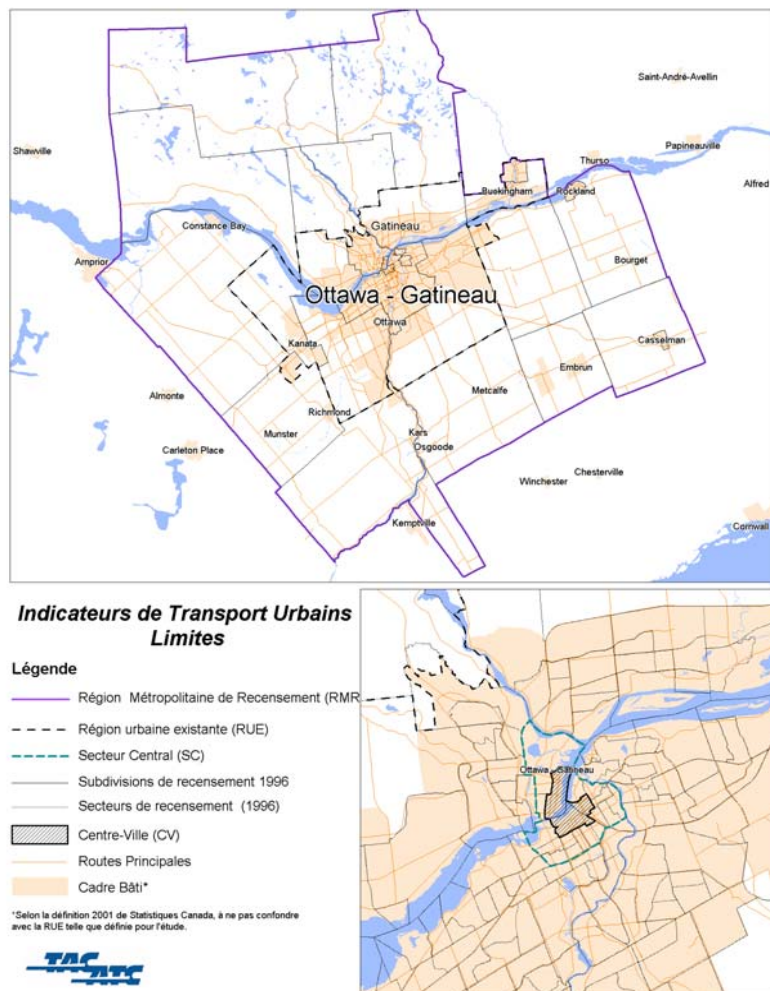 Saint-André-Avellin
Shawville
Papineauville
Thurso
Buckingham
Rockland
Alfred
Constance Bay
Gatineau
Arnprior
Bourget
Ottawa - Gatineau
Ottawa
Kanata
Casselman
Embrun
Almonte
Metcalfe
Richmond
Munster
Kars
Osgoode
Carleton Place
Chesterville
Winchester
Kemptville
Cornwall
Indicateurs de Transport Urbains
Limites
Légende
Région Métropolitaine de Recensement (RMR
Région urbaine existante (RUE)
Secteur Central (SC)
Subdivisions de recensement 1996
Secteurs de recensement (1996)
Centre-Ville (CV)
Routes Principales
Cadre Bâti*
*Selon la définition 2001 de Statistiques Canada, à ne pas confondre
avec la RUE telle que définie pour l'étude.
TAC
ATC
Ottawa - Gatineau